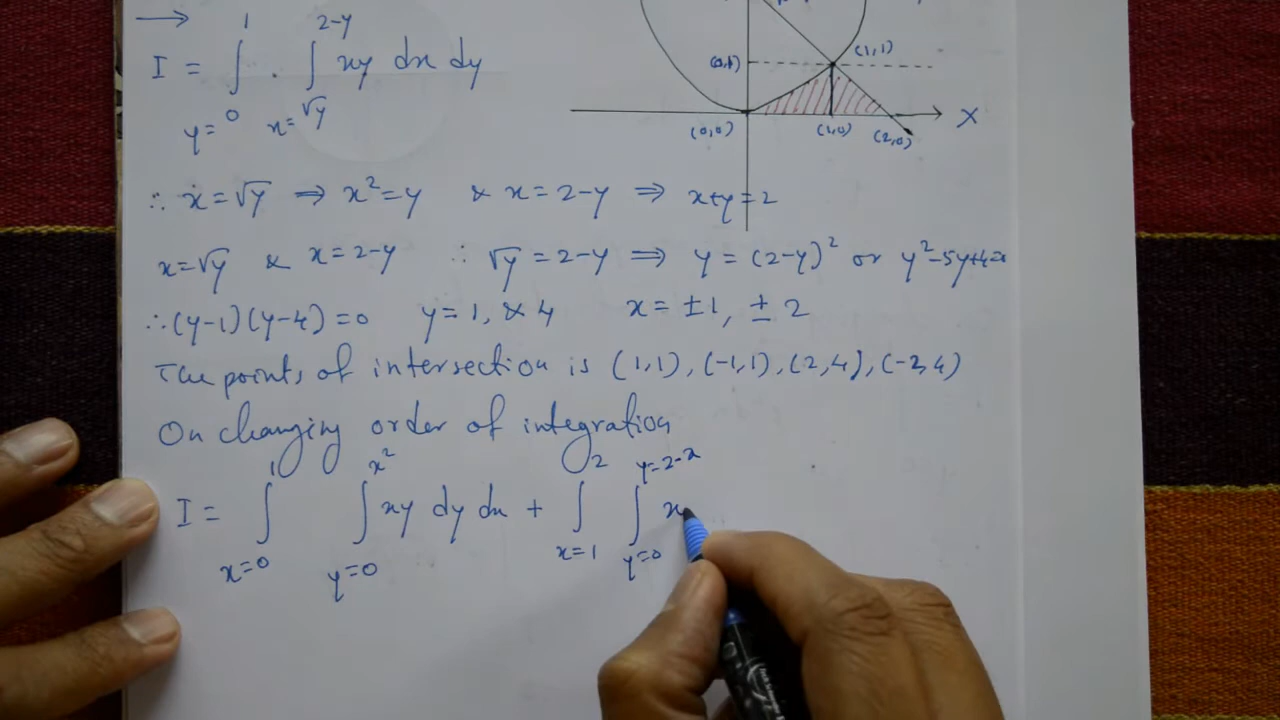 →
1 2-y
I = ∫ ∫ xy dx dy
y=0 x=√y
(0,1) (1,1)
(0,0) (1,0) (2,0) X
∴ x=√y ⇒ x²=y & x=2-y ⇒ x+y=2
x=√y & x=2-y ∴ √y=2-y ⇒ y=(2-y)² or y²-5y+4=
∴(y-1)(y-4)=0 y=1, & 4 x=±1, ±2
The points of intersection is (1,1), (-1,1), (2,4), (-2,4)
On changing order of integration
1 x² 2 y=2-x
I = ∫ ∫ xy dy dx + ∫ ∫ x
x=0 y=0 x=1 y=0